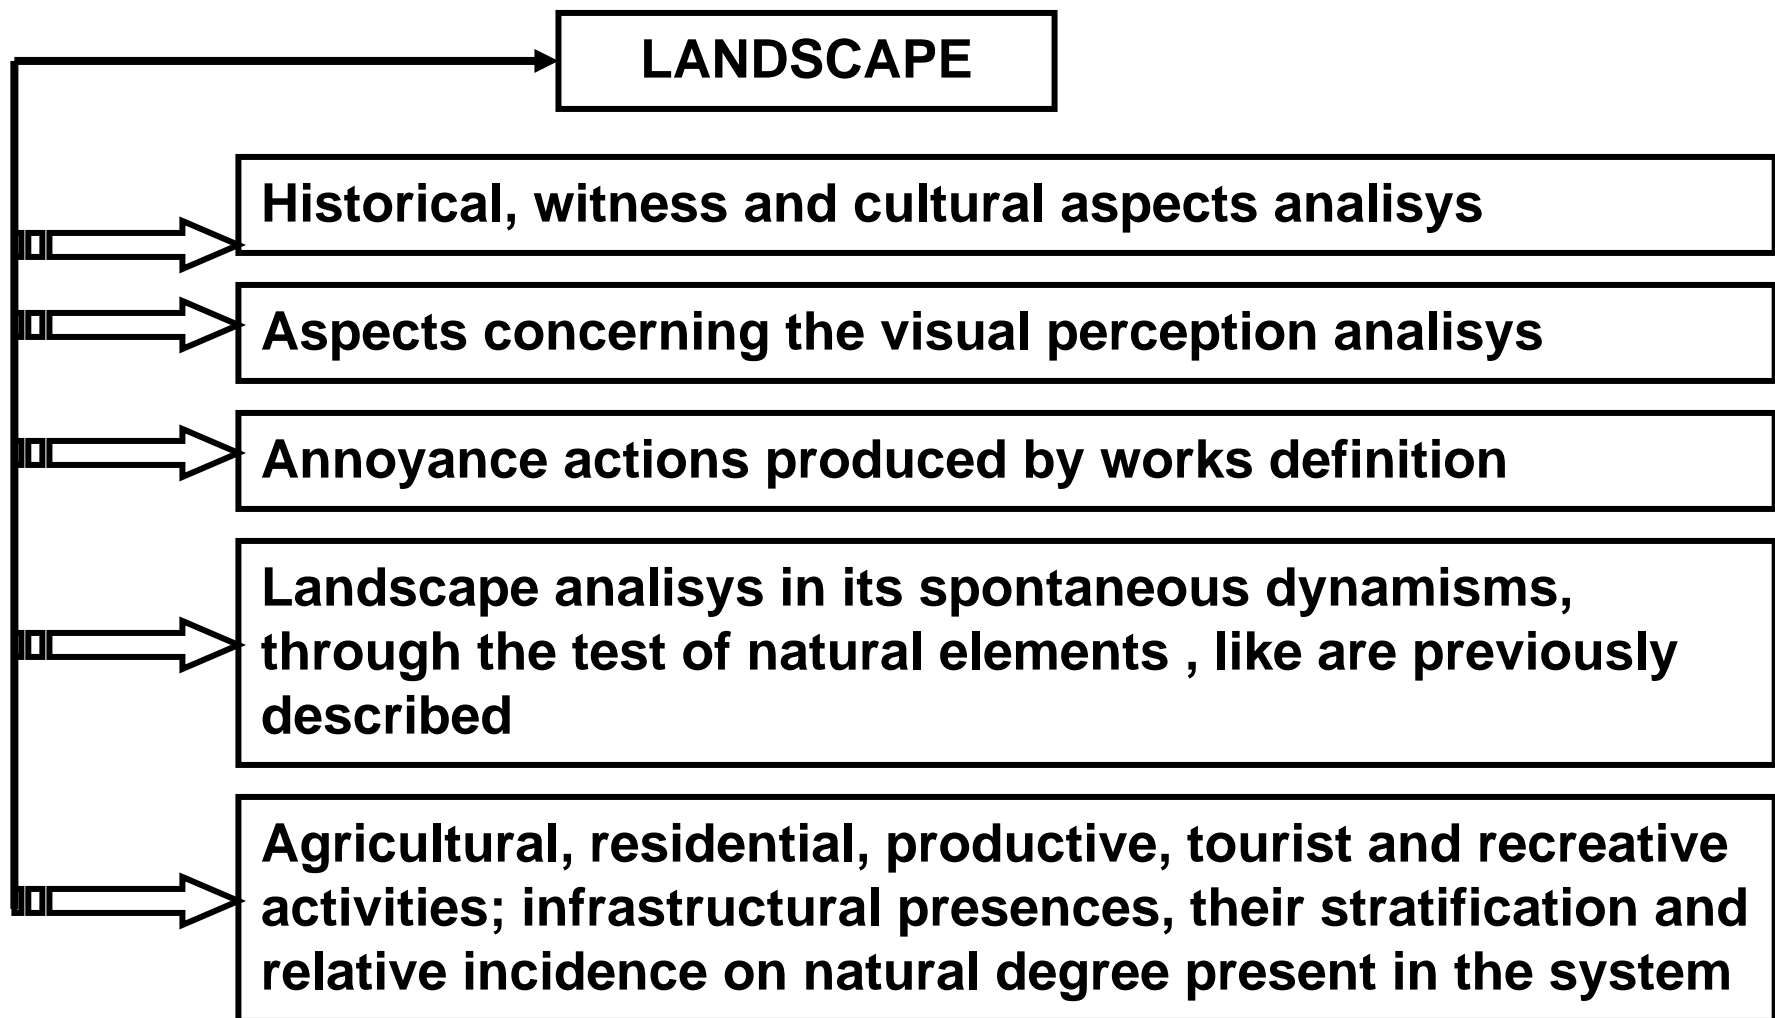 LANDSCAPE
Historical, witness and cultural aspects analisys
Aspects concerning the visual perception analisys
Annoyance actions produced by works definition
Landscape analisys in its spontaneous dynamisms,
through the test of natural elements , like are previously
described
Agricultural, residential, productive, tourist and recreative
activities; infrastructural presences, their stratification and
relative incidence on natural degree present in the system